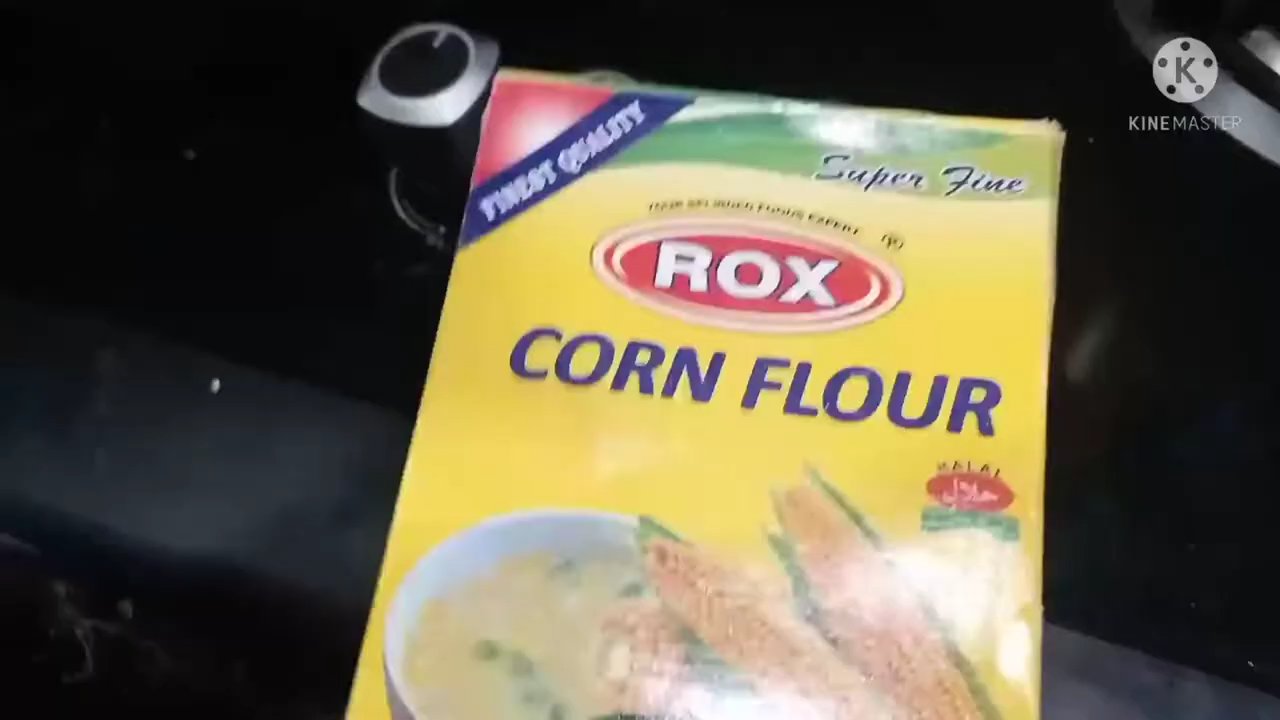 FINEST QUALITY
Super Fine
ROX
CORN FLOUR
HALAL
حلال
K
KINEMASTER